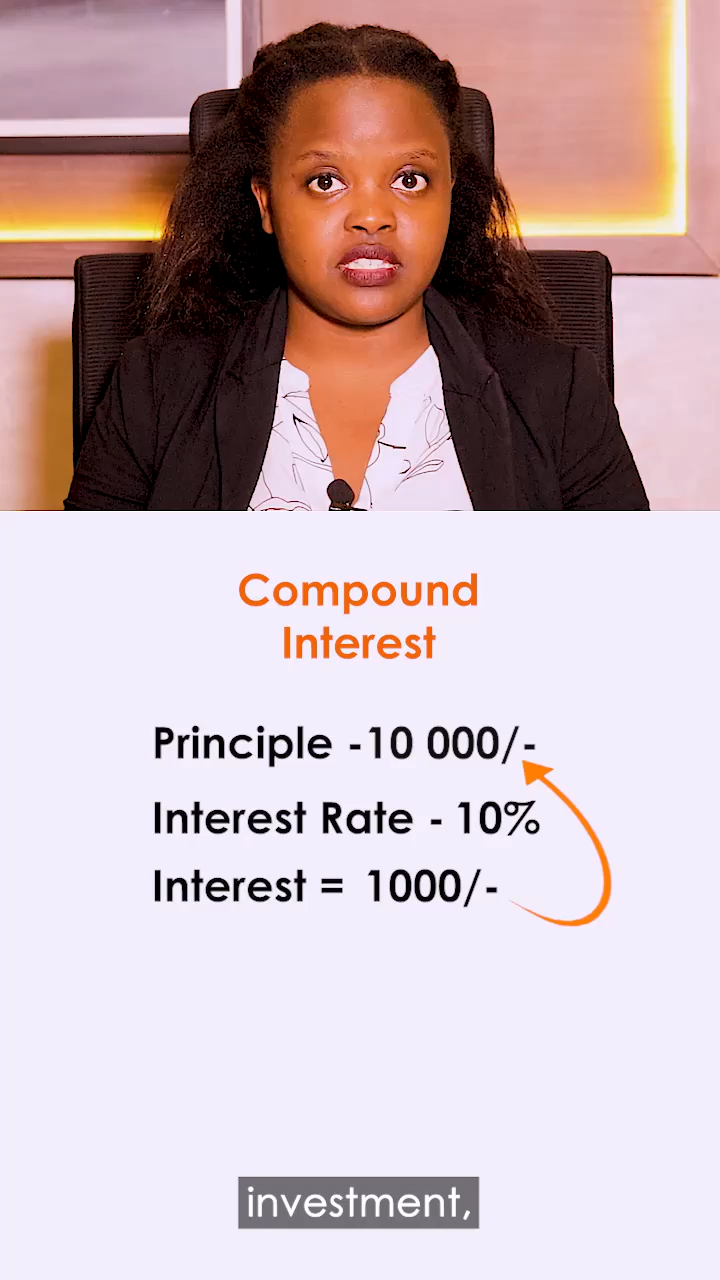 Compound
Interest
Principle -10 000/-
Interest Rate - 10%
Interest = 1000/-
investment,